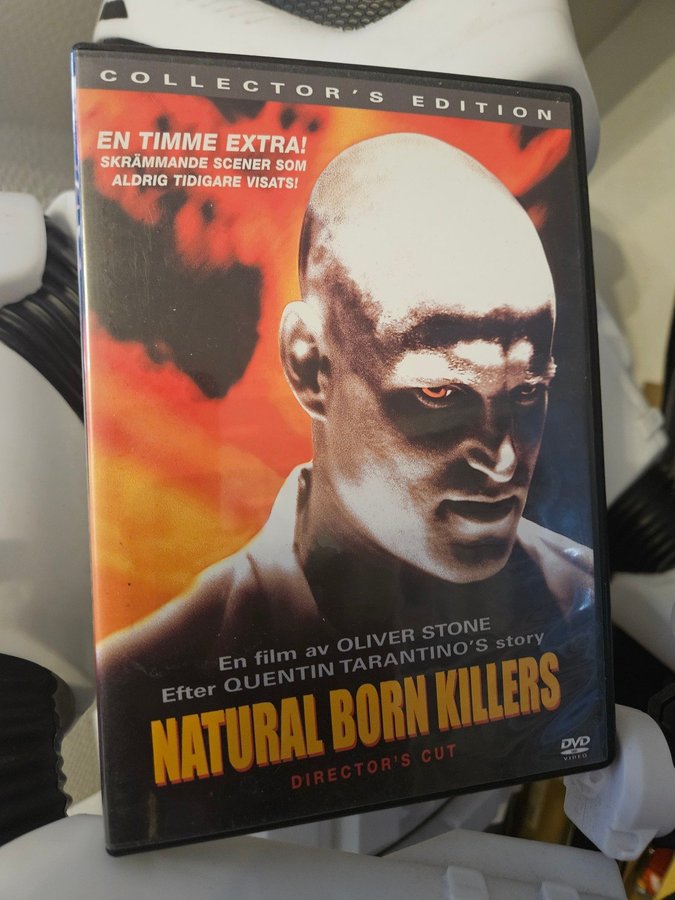 COLLECTOR'S EDITION
EN TIMME EXTRA!
SKRÄMMANDE SCENER SOM
ALDRIG TIDIGARE VISATS!
En film av OLIVER STONE
Efter QUENTIN TARANTINO'S story
NATURAL BORN KILLERS
DIRECTOR'S CUT
DVD
VIDEO